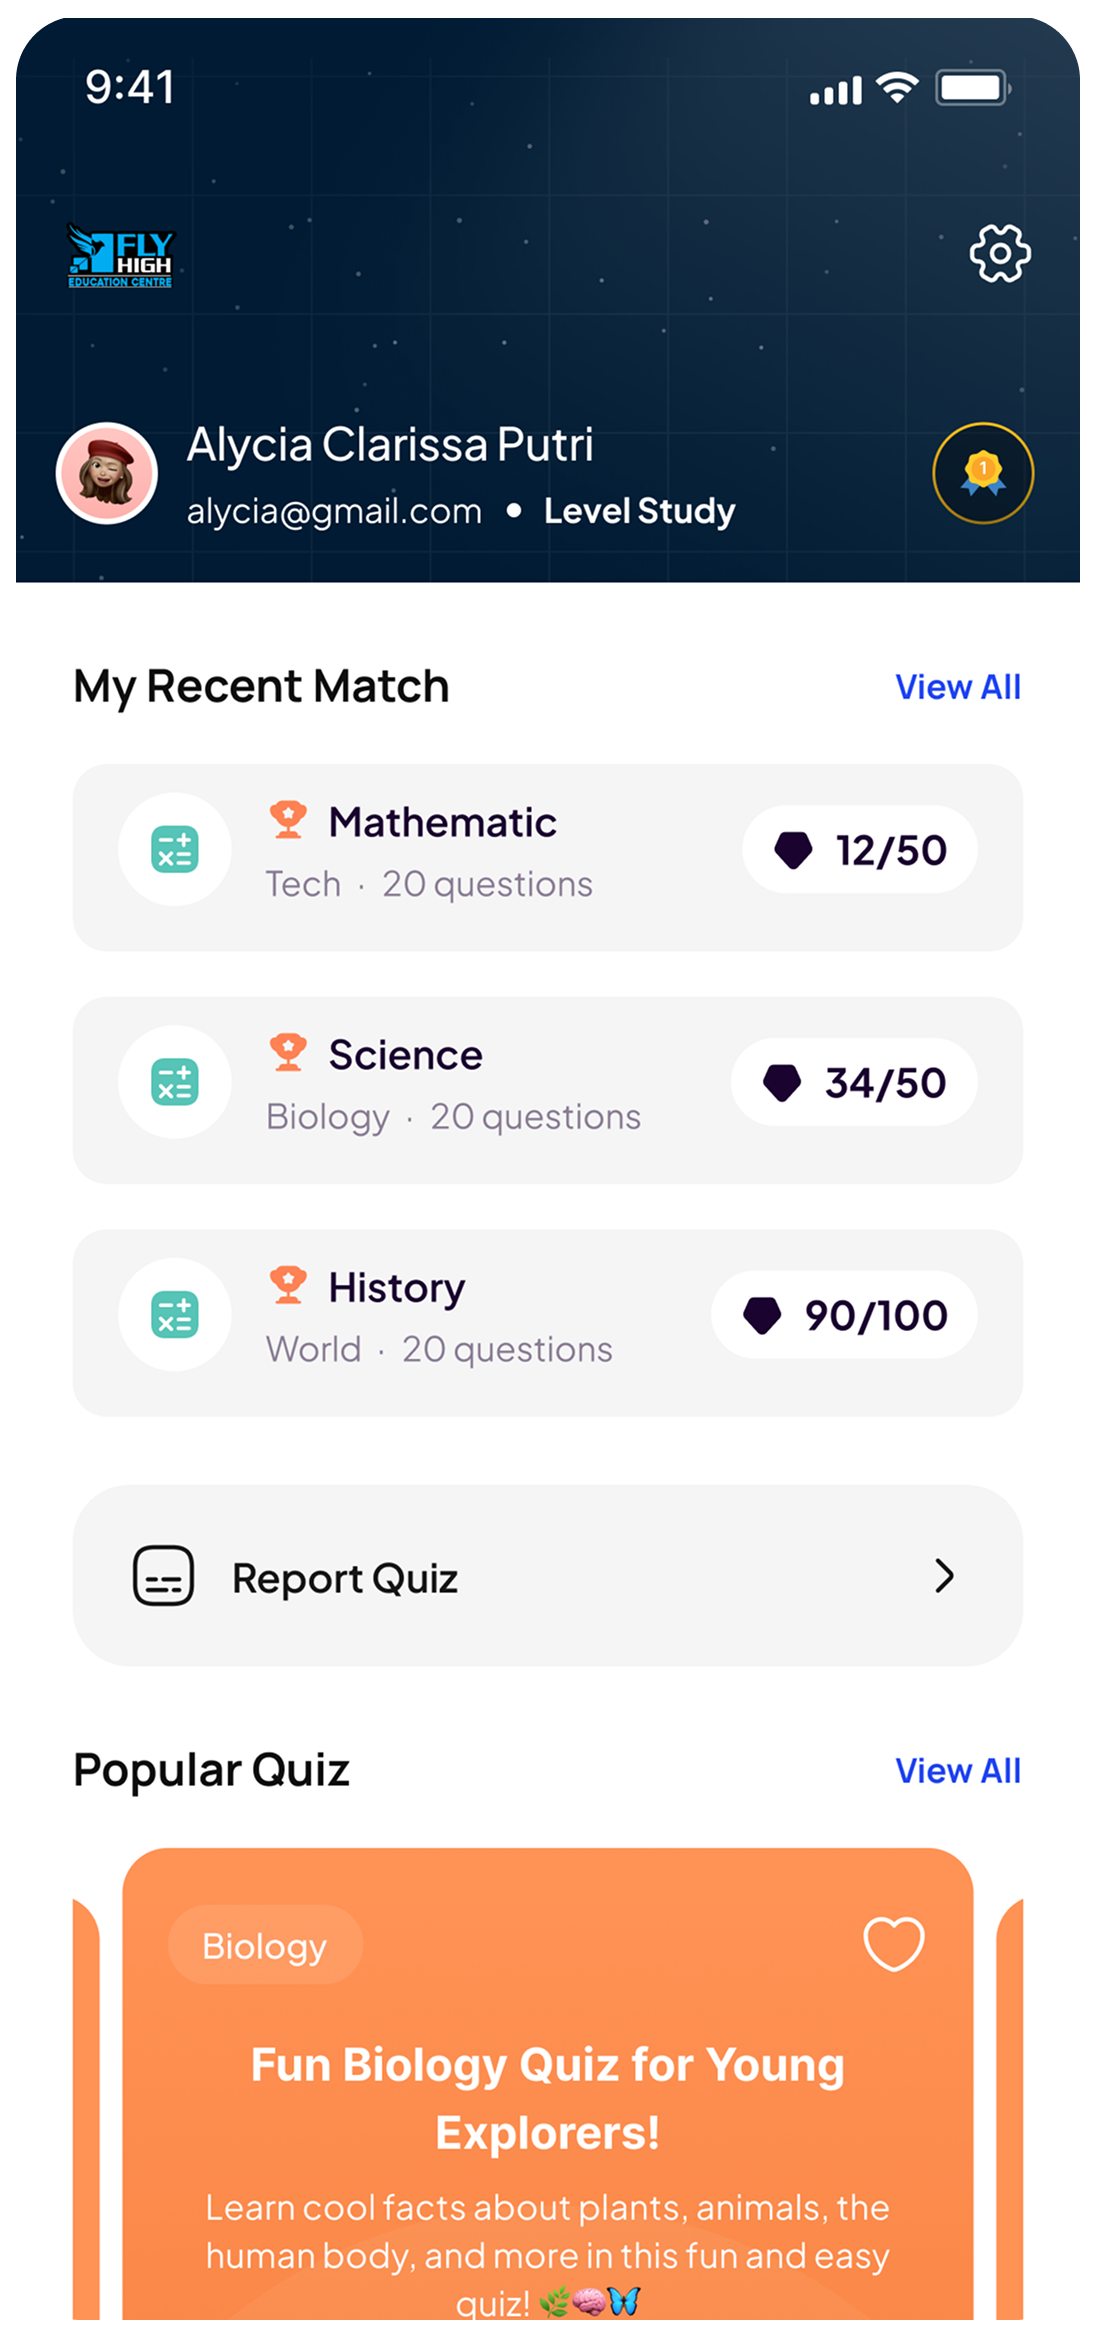 9:41
FLY
HIGH
EDUCATION CENTRE
Alycia Clarissa Putri
alycia@gmail.com • Level Study
1
My Recent Match
View All
Mathematic
Tech · 20 questions
12/50
Science
Biology · 20 questions
34/50
History
World · 20 questions
90/100
Report Quiz
Popular Quiz
View All
Biology
Fun Biology Quiz for Young
Explorers!
Learn cool facts about plants, animals, the
human body, and more in this fun and easy
quiz! 🌿🧠🦋